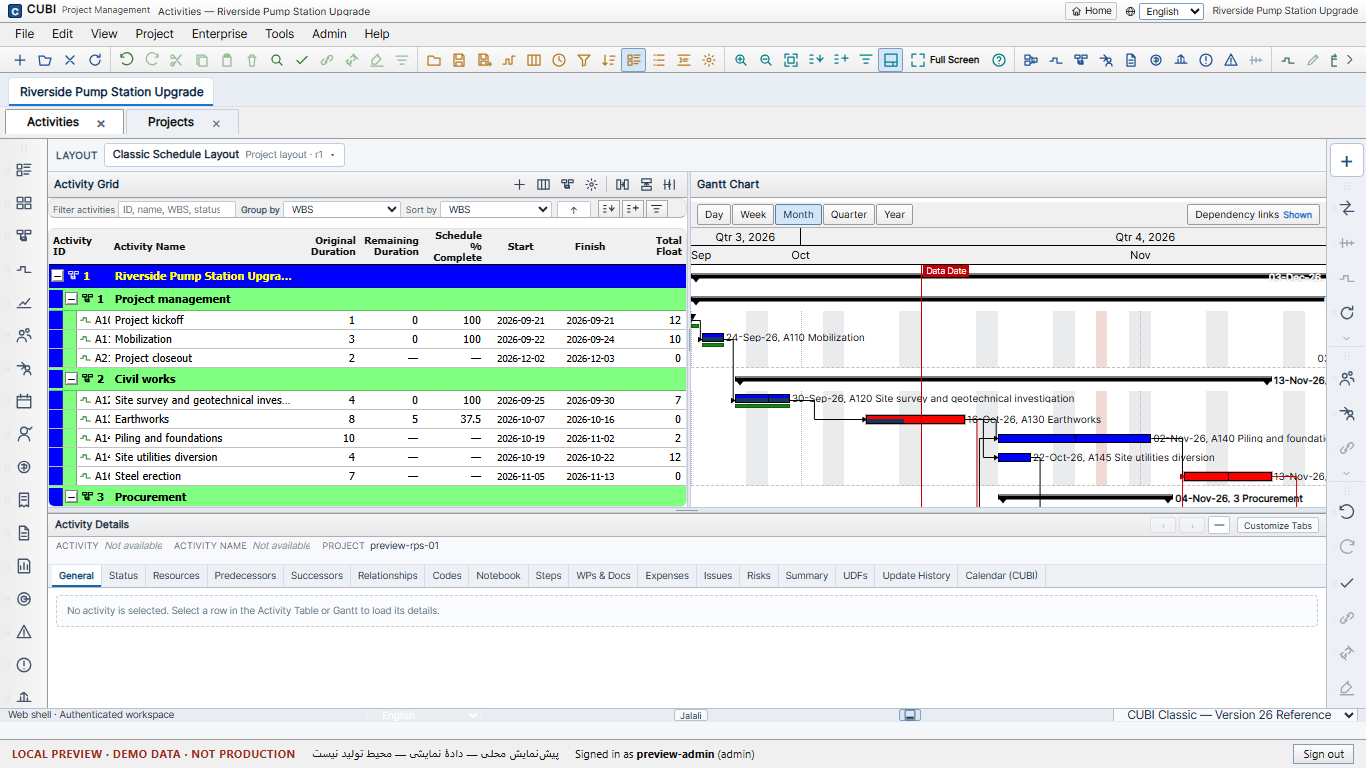 CUBI Project Management Activities — Riverside Pump Station Upgrade
Home English Riverside Pump Station Upgrade
File Edit View Project Enterprise Tools Admin Help
Full Screen
Riverside Pump Station Upgrade
Activities Projects
LAYOUT Classic Schedule Layout Project layout · r1
Activity Grid
Gantt Chart
Filter activities ID, name, WBS, status Group by WBS Sort by WBS
Day Week Month Quarter Year Dependency links Shown
Activity ID Activity Name Original Duration Remaining Duration Schedule % Complete Start Finish Total Float
Qtr 3, 2026 Qtr 4, 2026
Sep Oct Nov
Data Date
1 Riverside Pump Station Upgra...
03-Dec-26
1 Project management
Project kickoff 1 0 100 2026-09-21 2026-09-21 12
Mobilization 3 0 100 2026-09-22 2026-09-24 10
24-Sep-26, A110 Mobilization
Project closeout 2 — — 2026-12-02 2026-12-03 0
2 Civil works
13-Nov-26,
Site survey and geotechnical inves... 4 0 100 2026-09-25 2026-09-30 7
30-Sep-26, A120 Site survey and geotechnical investigation
Earthworks 8 5 37.5 2026-10-07 2026-10-16 0
16-Oct-26, A130 Earthworks
Piling and foundations 10 — — 2026-10-19 2026-11-02 2
02-Nov-26, A140 Piling and foundati
Site utilities diversion 4 — — 2026-10-19 2026-10-22 12
22-Oct-26, A145 Site utilities diversion
Steel erection 7 — — 2026-11-05 2026-11-13 0
13-Nov-26,
3 Procurement
04-Nov-26, 3 Procurement
Activity Details
Customize Tabs
ACTIVITY Not available ACTIVITY NAME Not available PROJECT preview-rps-01
General Status Resources Predecessors Successors Relationships Codes Notebook Steps WPs & Docs Expenses Issues Risks Summary UDFs Update History Calendar (CUBI)
No activity is selected. Select a row in the Activity Table or Gantt to load its details.
Web shell · Authenticated workspace English Jalali CUBI Classic — Version 26 Reference
LOCAL PREVIEW · DEMO DATA · NOT PRODUCTION پیش‌نمایش محلی — دادهٔ نمایشی — محیط تولید نیست Signed in as preview-admin (admin) Sign out